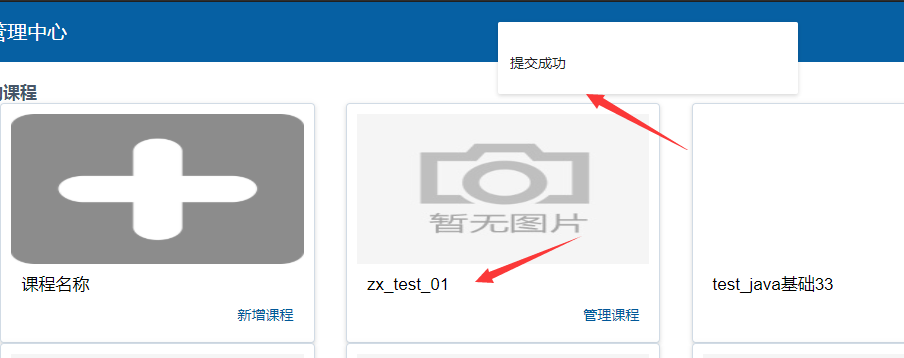 管理中心
提交成功
的课程
暂无图片
课程名称
zx_test_01
test_java基础33
新增课程
管理课程